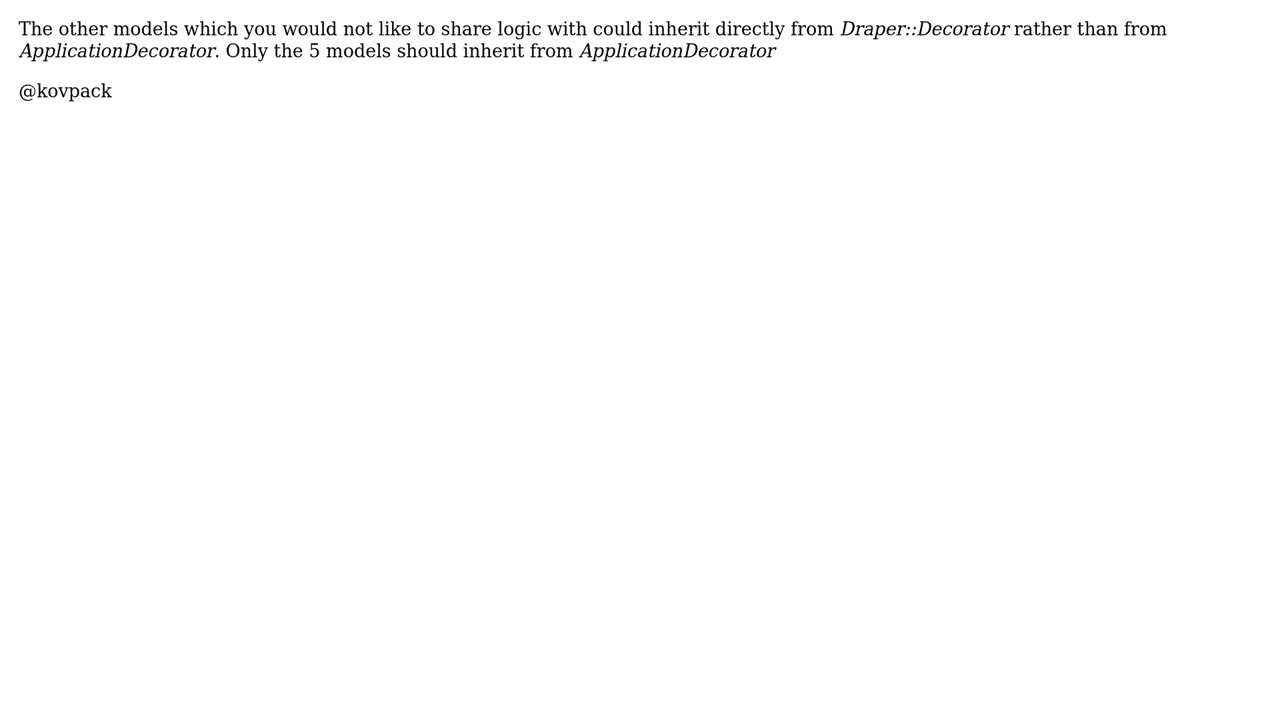 The other models which you would not like to share logic with could inherit directly from Draper::Decorator rather than from
ApplicationDecorator. Only the 5 models should inherit from ApplicationDecorator
@kovpack